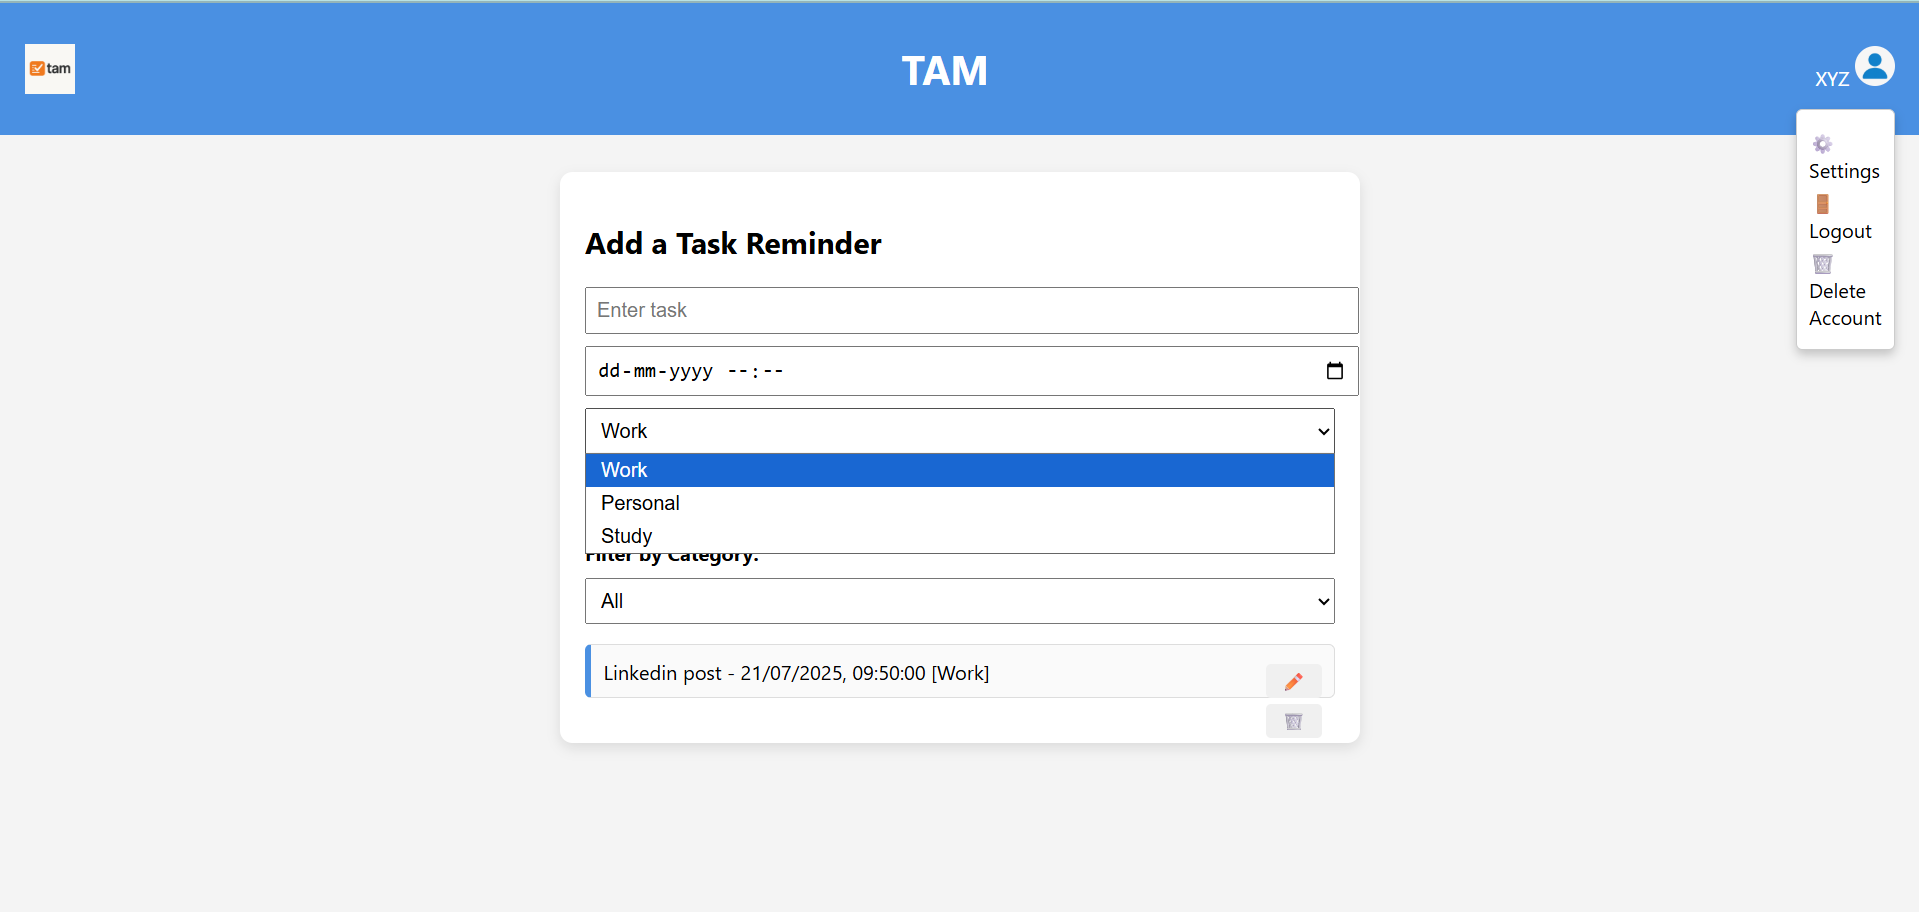 tam
TAM
XYZ
Settings
Logout
Delete
Account
Add a Task Reminder
Enter task
dd-mm-yyyy --:--
Work
Work
Personal
Study
Filter by Category:
All
Linkedin post - 21/07/2025, 09:50:00 [Work]